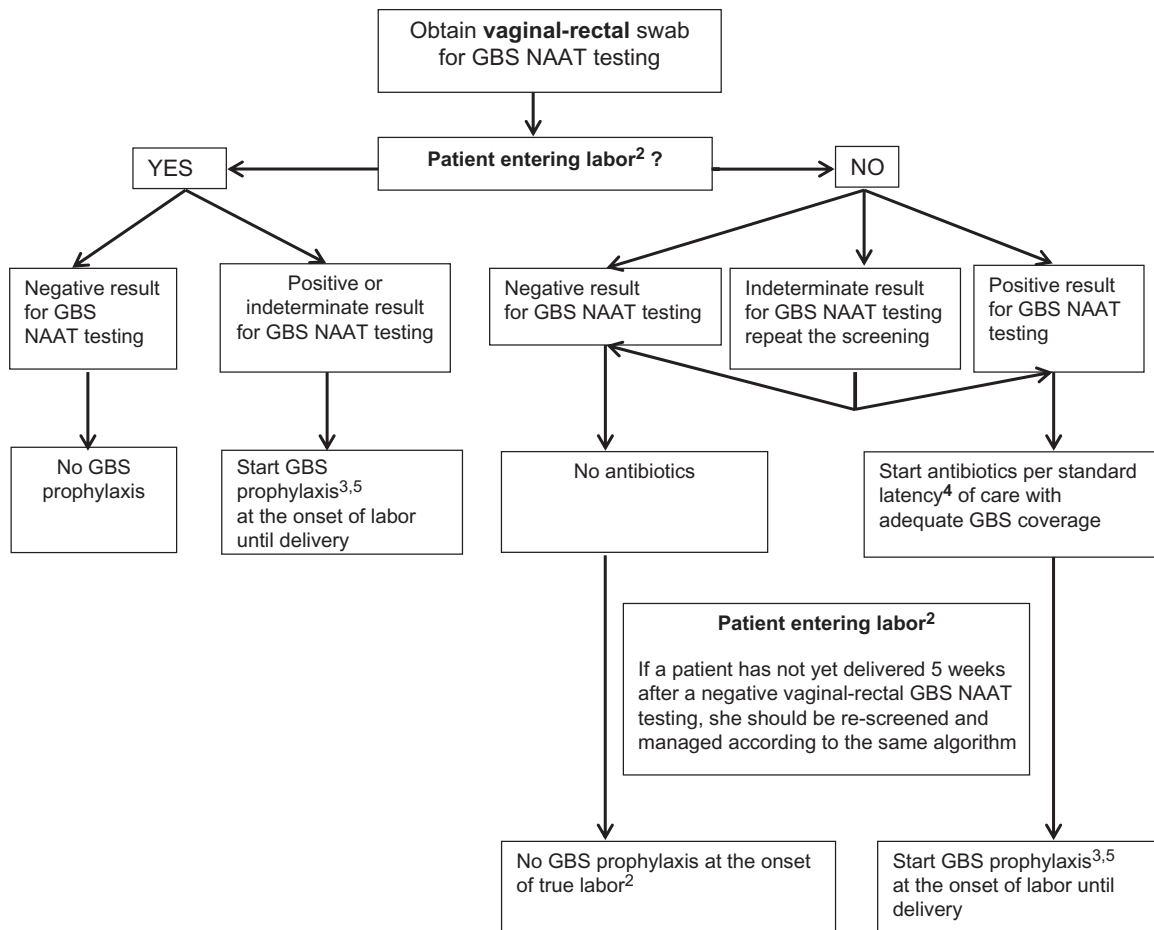 Obtain vaginal-rectal swab
for GBS NAAT testing
Patient entering labor² ?
YES
NO
Negative result
for GBS
NAAT testing
Positive or
indeterminate result
for GBS NAAT testing
Negative result
for GBS NAAT testing
Indeterminate result
for GBS NAAT testing
repeat the screening
Positive result
for GBS NAAT
testing
No GBS
prophylaxis
Start GBS
prophylaxis³,⁵
at the onset of labor
until delivery
No antibiotics
Start antibiotics per standard
latency⁴ of care with
adequate GBS coverage
Patient entering labor²
If a patient has not yet delivered 5 weeks
after a negative vaginal-rectal GBS NAAT
testing, she should be re-screened and
managed according to the same algorithm
No GBS prophylaxis at the onset
of true labor²
Start GBS prophylaxis³,⁵
at the onset of labor until
delivery